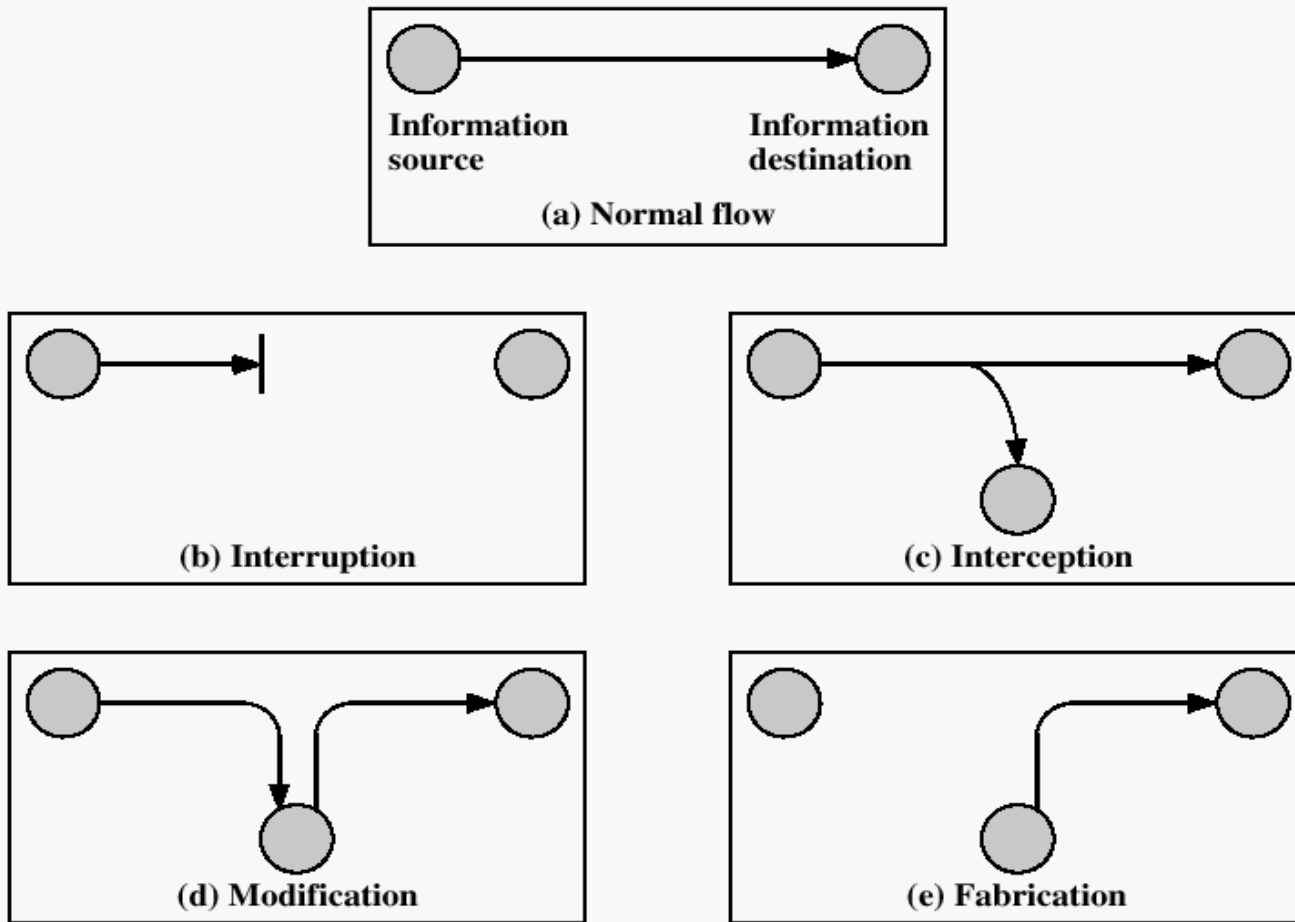 Information
source
Information
destination
(a) Normal flow
(b) Interruption
(c) Interception
(d) Modification
(e) Fabrication